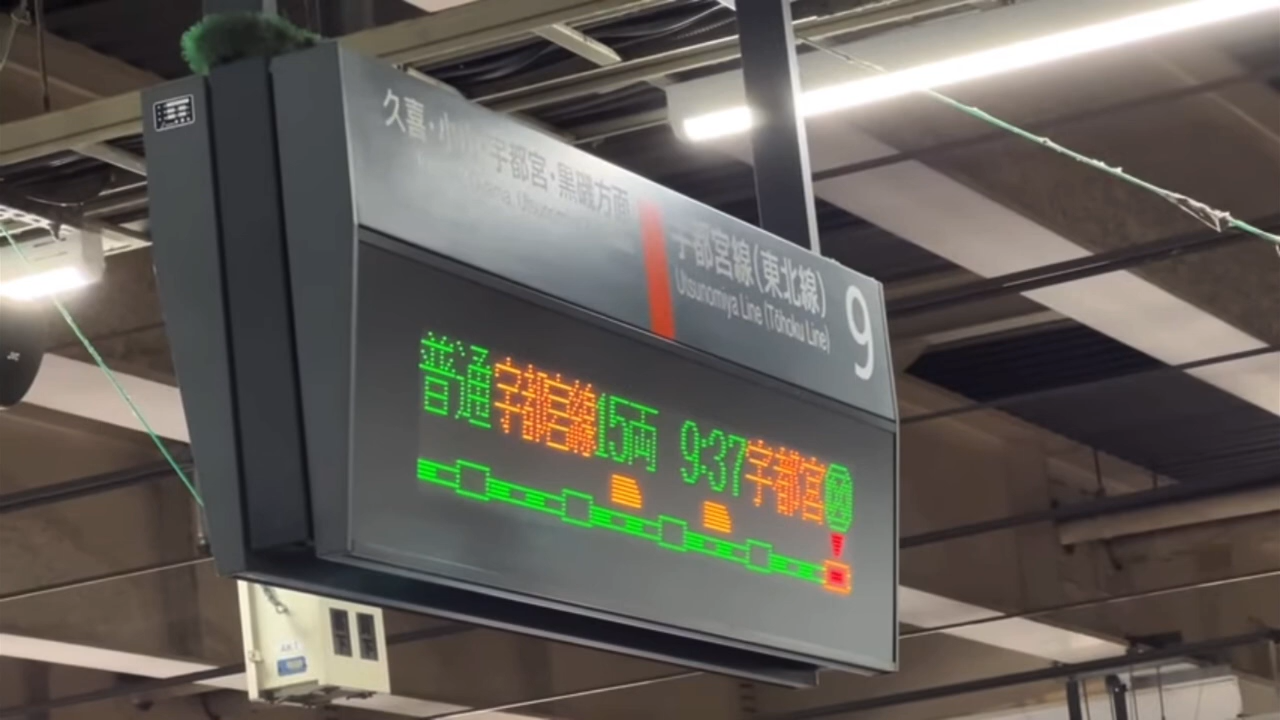 久喜・小山・宇都宮・黒磯方面
宇都宮線(東北線)
Utsunomiya Line (Tōhoku Line)
9
普通 宇都宮線 15両 9:37 宇都宮